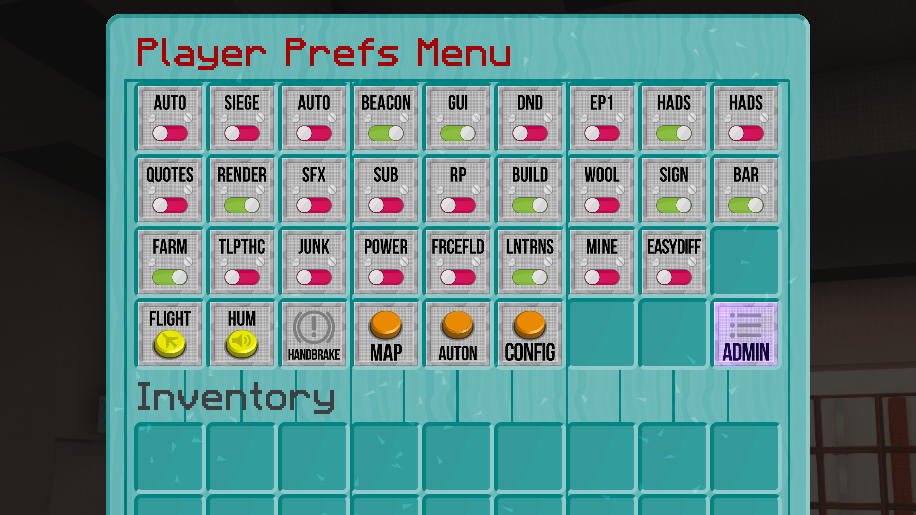 Player Prefs Menu
AUTO SIEGE AUTO BEACON GUI DND EP1 HADS HADS
QUOTES RENDER SFX SUB RP BUILD WOOL SIGN BAR
FARM TLPTHC JUNK POWER FRCEFLD LNTRNS MINE EASYDIFF
FLIGHT HUM HANDBRAKE MAP AUTON CONFIG ADMIN
Inventory